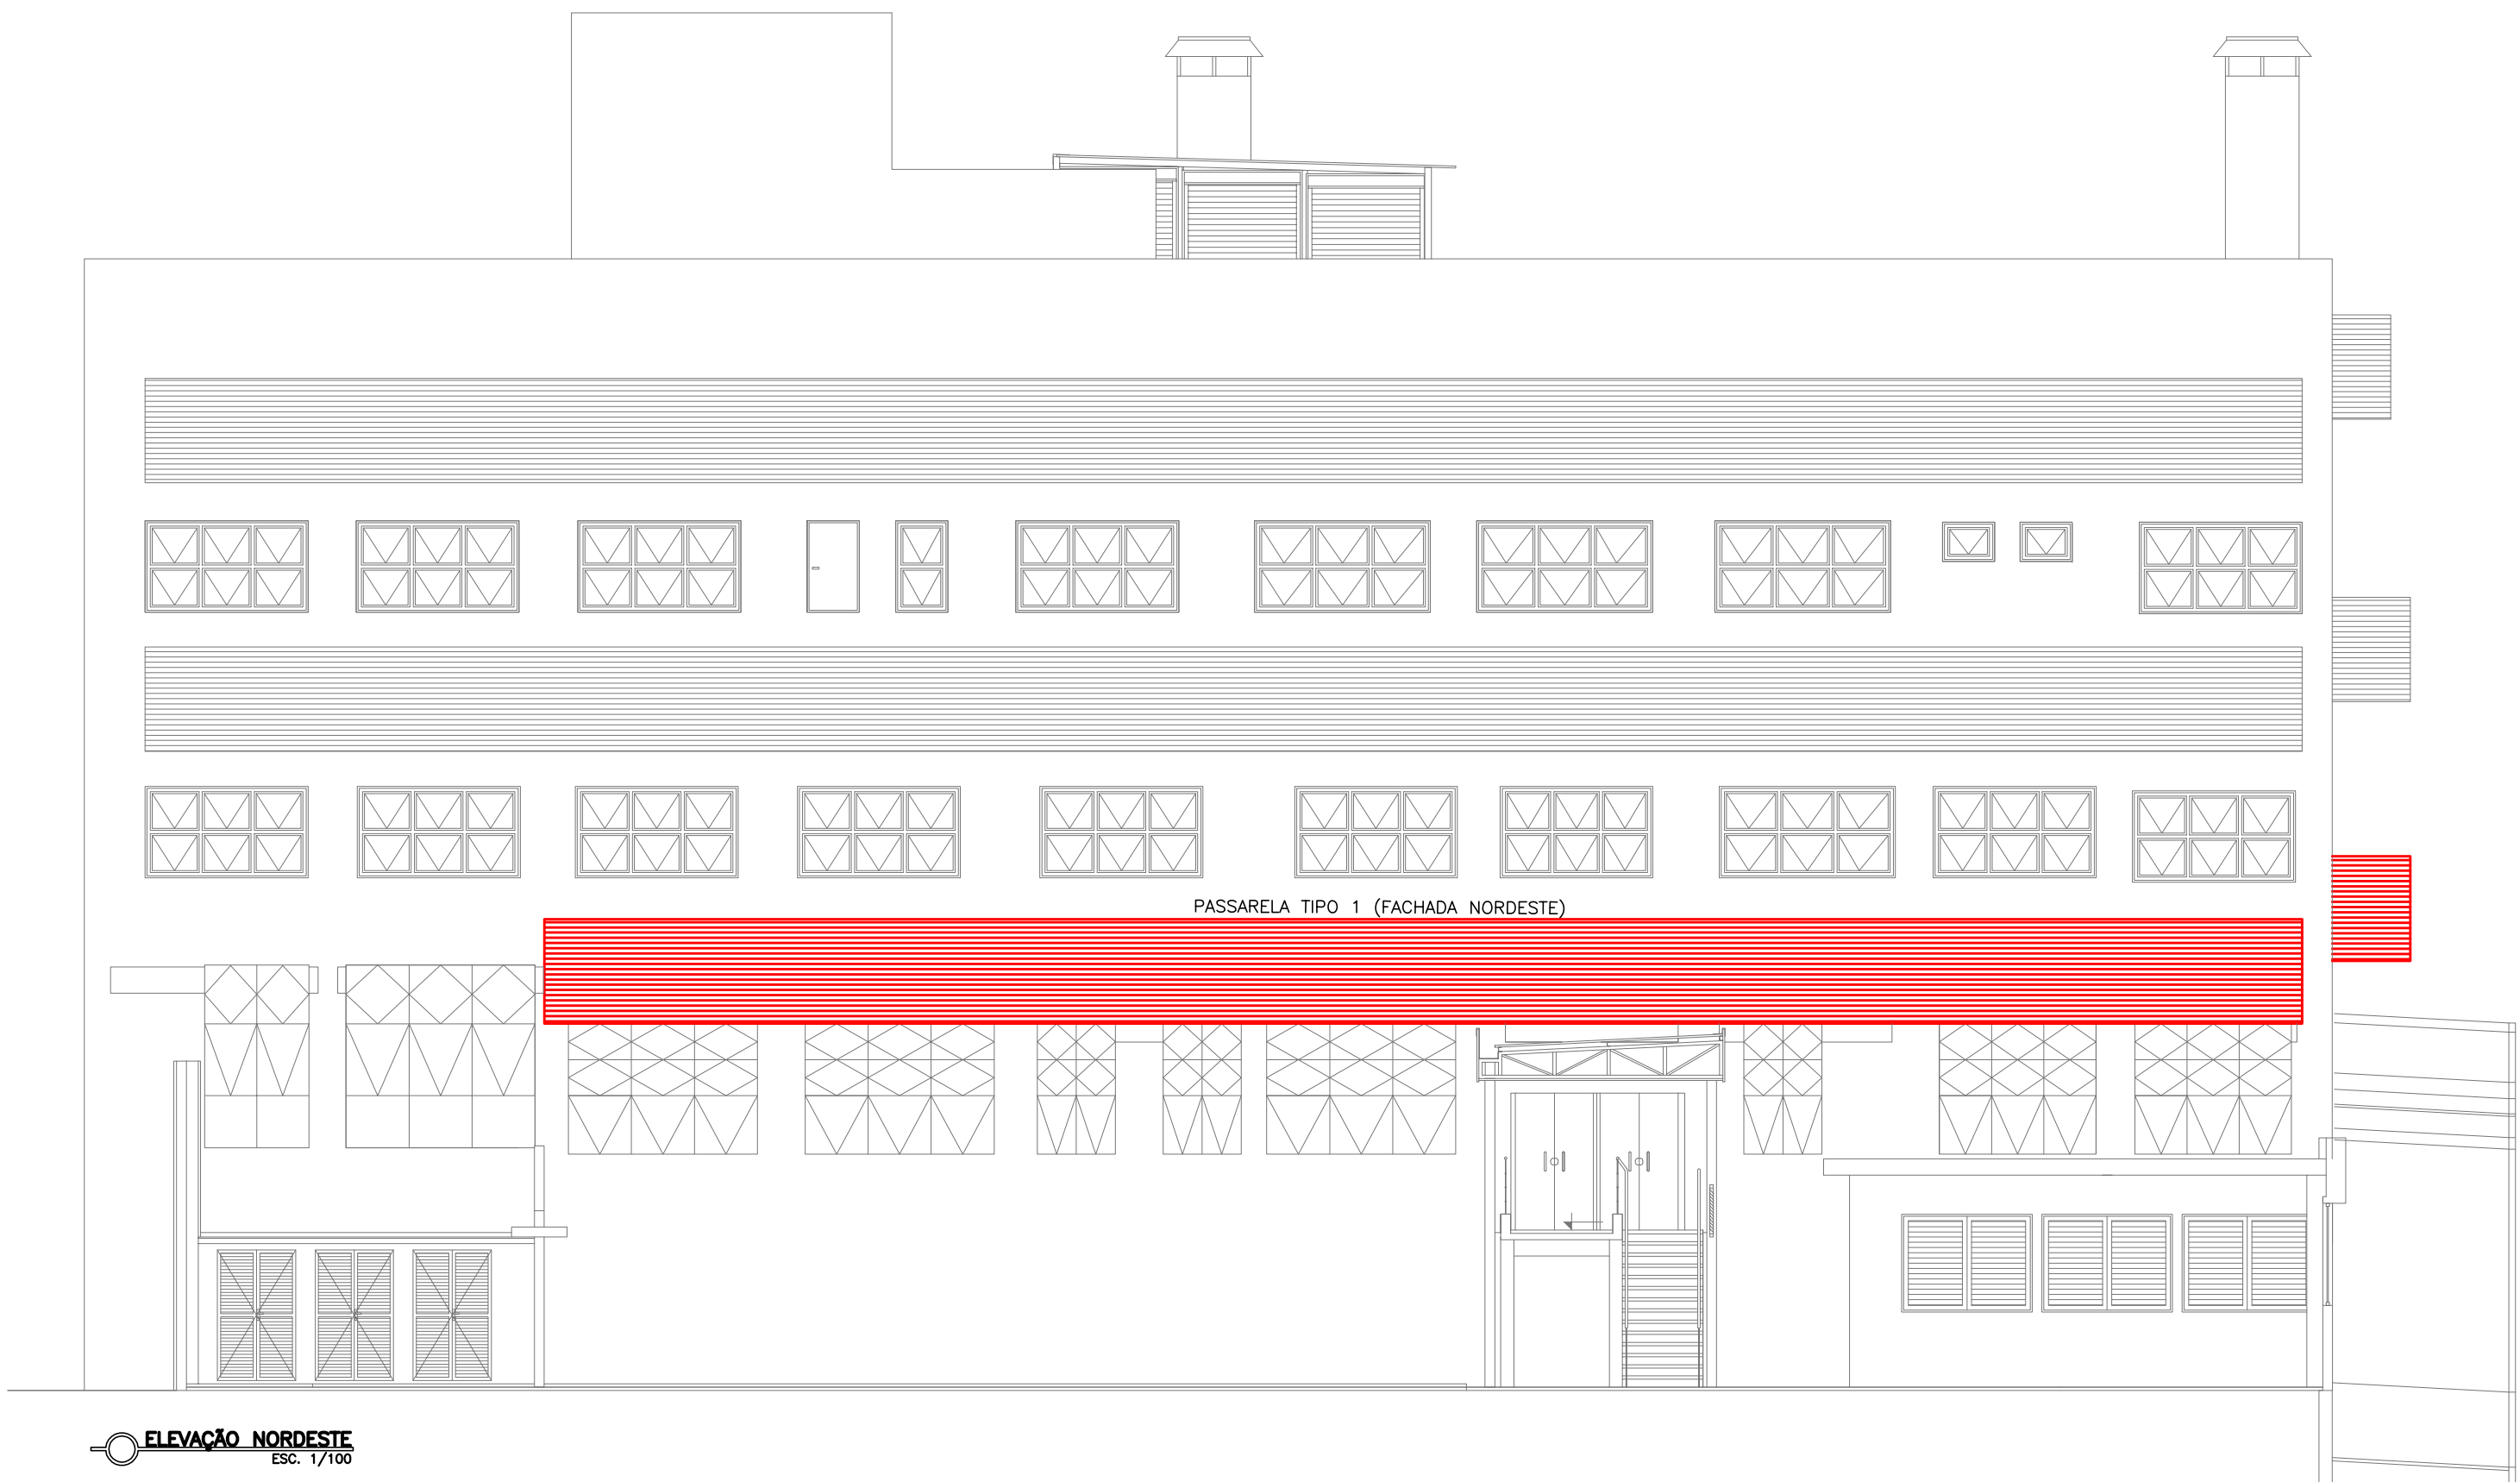 PASSARELA TIPO 1 (FACHADA NORDESTE)
ELEVAÇÃO NORDESTE
ESC. 1/100